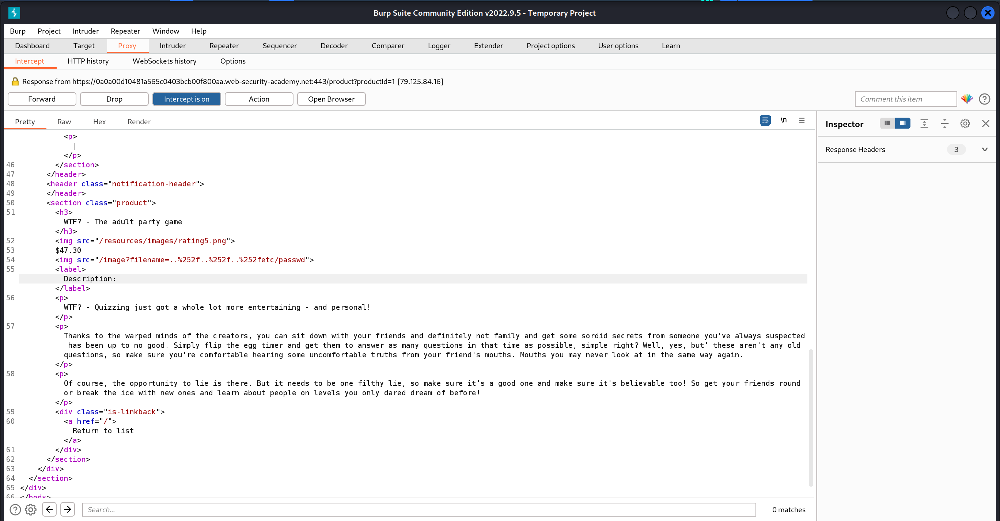 Burp Suite Community Edition v2022.9.5 - Temporary Project
Burp Project Intruder Repeater Window Help
Dashboard Target Proxy Intruder Repeater Sequencer Decoder Comparer Logger Extender Project options User options Learn
Intercept HTTP history WebSockets history Options
Response from https://0a0a00d10481a565c0403bcb00f800aa.web-security-academy.net:443/product?productId=1 [79.125.84.16]
Forward Drop Intercept is on Action Open Browser Comment this item
Pretty Raw Hex Render \n
Inspector
Response Headers 3
<p>
|
</p>
46 </section>
47 </header>
48 <header class="notification-header">
49 </header>
50 <section class="product">
51 <h3>
WTF? - The adult party game
</h3>
52 <img src="/resources/images/rating5.png">
53 $47.30
54 <img src="/image?filename=..%252f..%252f..%252fetc/passwd">
55 <label>
Description:
</label>
56 <p>
WTF? - Quizzing just got a whole lot more entertaining - and personal!
</p>
57 <p>
Thanks to the warped minds of the creators, you can sit down with your friends and definitely not family and get some sordid secrets from someone you've always suspected
has been up to no good. Simply flip the egg timer and get them to answer as many questions in that time as possible, simple right? Well, yes, but' these aren't any old
questions, so make sure you're comfortable hearing some uncomfortable truths from your friend's mouths. Mouths you may never look at in the same way again.
</p>
58 <p>
Of course, the opportunity to lie is there. But it needs to be one filthy lie, so make sure it's a good one and make sure it's believable too! So get your friends round
or break the ice with new ones and learn about people on levels you only dared dream of before!
</p>
59 <div class="is-linkback">
60 <a href="/">
Return to list
</a>
61 </div>
62 </section>
63 </div>
64 </section>
65 </div>
66 </body>
Search... 0 matches